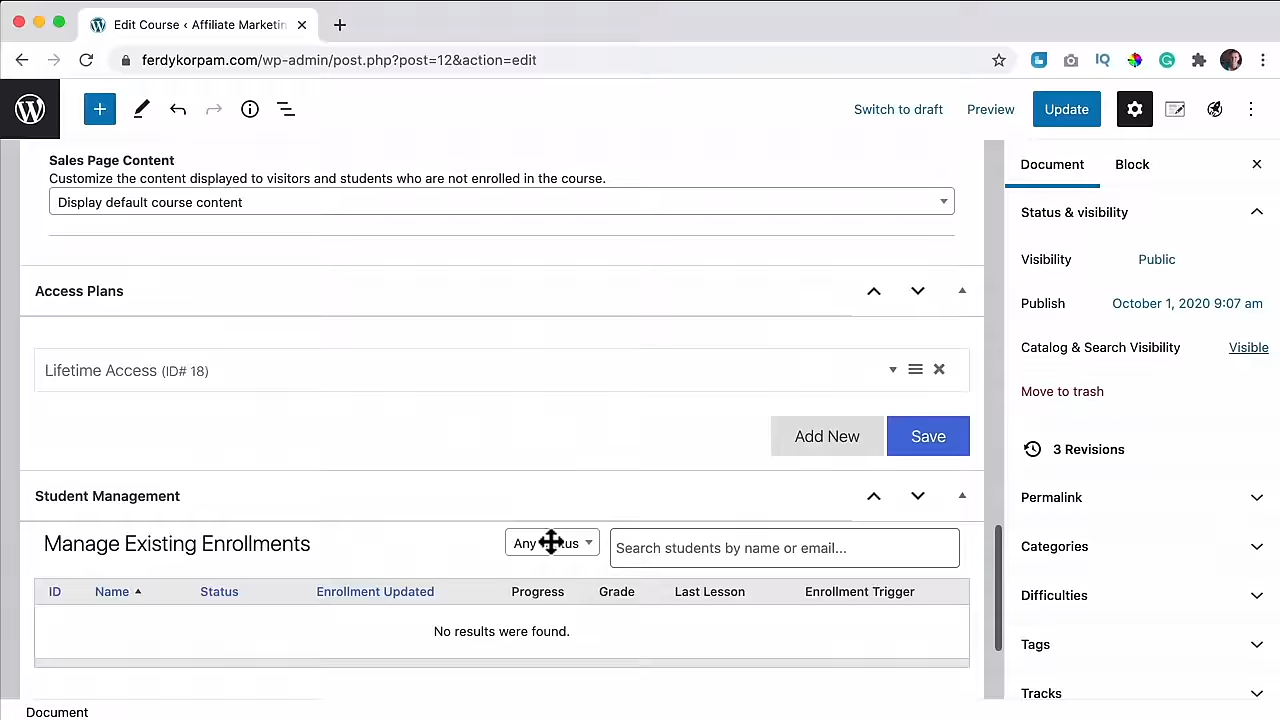 Edit Course ‹ Affiliate Marketin
ferdykorpam.com/wp-admin/post.php?post=12&action=edit
IQ
Switch to draft
Preview
Update
Sales Page Content
Customize the content displayed to visitors and students who are not enrolled in the course.
Display default course content
Access Plans
Lifetime Access (ID# 18)
Add New
Save
Student Management
Manage Existing Enrollments
Any
us
Search students by name or email...
ID Name Status Enrollment Updated Progress Grade Last Lesson Enrollment Trigger
No results were found.
Document
Document Block
Status & visibility
Visibility Public
Publish October 1, 2020 9:07 am
Catalog & Search Visibility Visible
Move to trash
3 Revisions
Permalink
Categories
Difficulties
Tags
Tracks